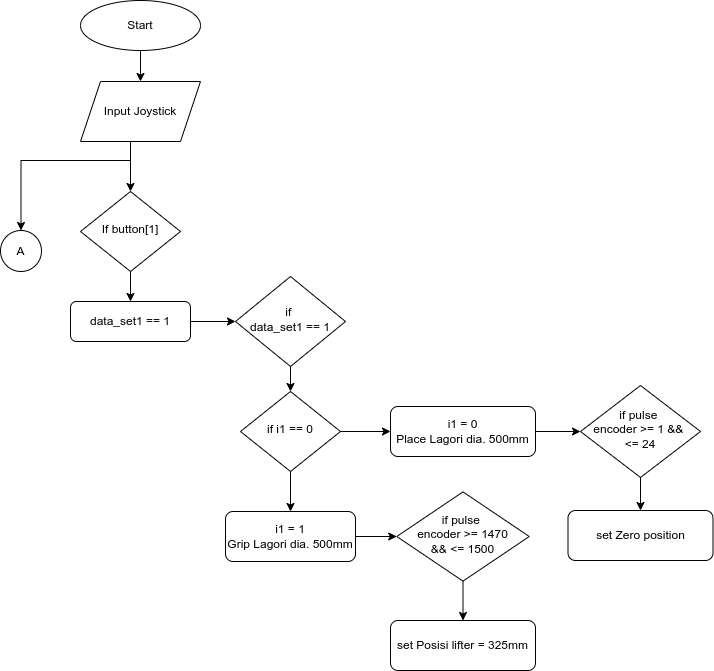 Start
Input Joystick
If button[1]
A
data_set1 == 1
if
data_set1 == 1
if i1 == 0
i1 = 0
Place Lagori dia. 500mm
if pulse
encoder >= 1 &&
<= 24
i1 = 1
Grip Lagori dia. 500mm
if pulse
encoder >= 1470
&& <= 1500
set Zero position
set Posisi lifter = 325mm